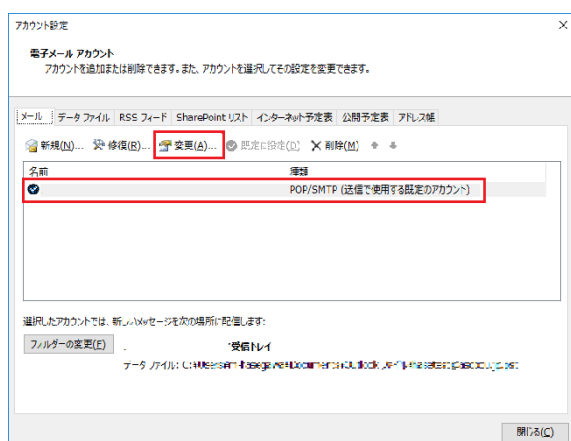 アカウント設定
電子メール アカウント
アカウントを追加または削除できます。また、アカウントを選択してその設定を変更できます。
メール データ ファイル RSS フィード SharePoint リスト インターネット予定表 公開予定表 アドレス帳
新規(N)... 修復(R)... 変更(A)... 既定に設定(D) 削除(M)
名前 種類
POP/SMTP (送信で使用する既定のアカウント)
選択したアカウントでは、新しいメッセージを次の場所に配信します:
フォルダーの変更(F) 受信トレイ
データ ファイル:
閉じる(C)